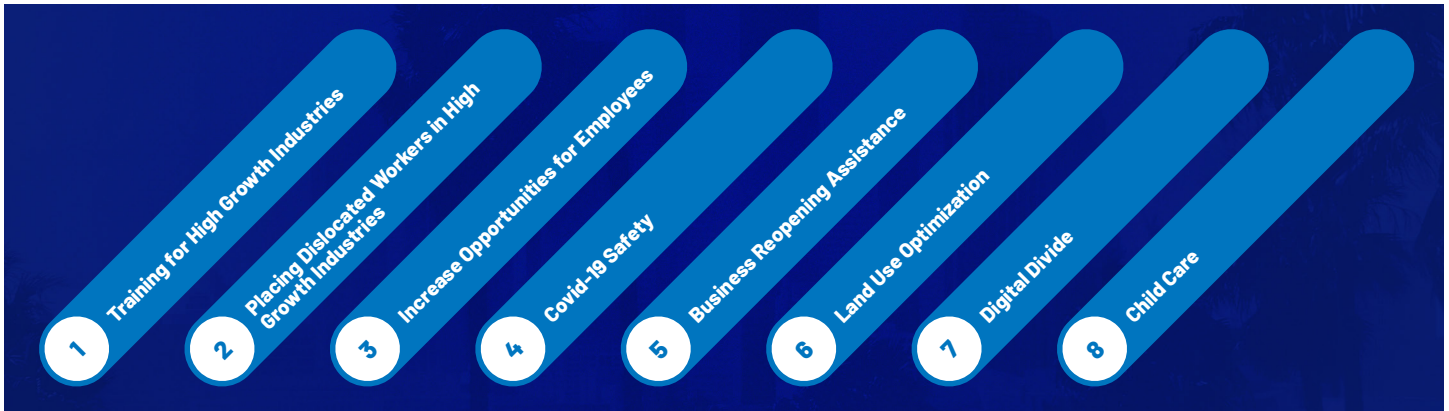 1
Training for High Growth Industries
2
Placing Dislocated Workers in High
Growth Industries
3
Increase Opportunities for Employees
4
Covid-19 Safety
5
Business Reopening Assistance
6
Land Use Optimization
7
Digital Divide
8
Child Care